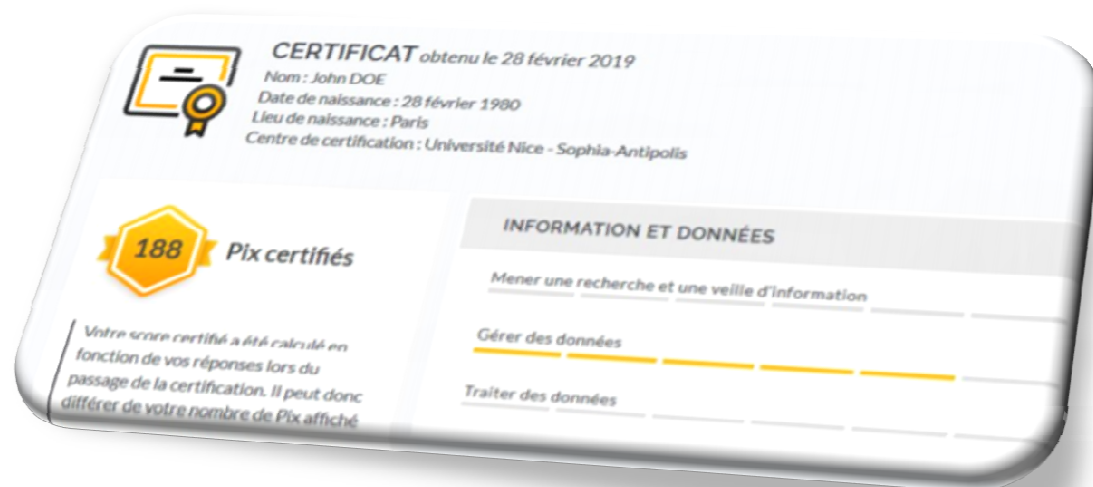 CERTIFICAT obtenu le 28 février 2019
Nom : John DOE
Date de naissance : 28 février 1980
Lieu de naissance : Paris
Centre de certification : Université Nice - Sophia-Antipolis
188
Pix certifiés
Votre score certifié a été calculé en
fonction de vos réponses lors du
passage de la certification. Il peut donc
différer de votre nombre de Pix affiché
INFORMATION ET DONNÉES
Mener une recherche et une veille d'information
Gérer des données
Traiter des données